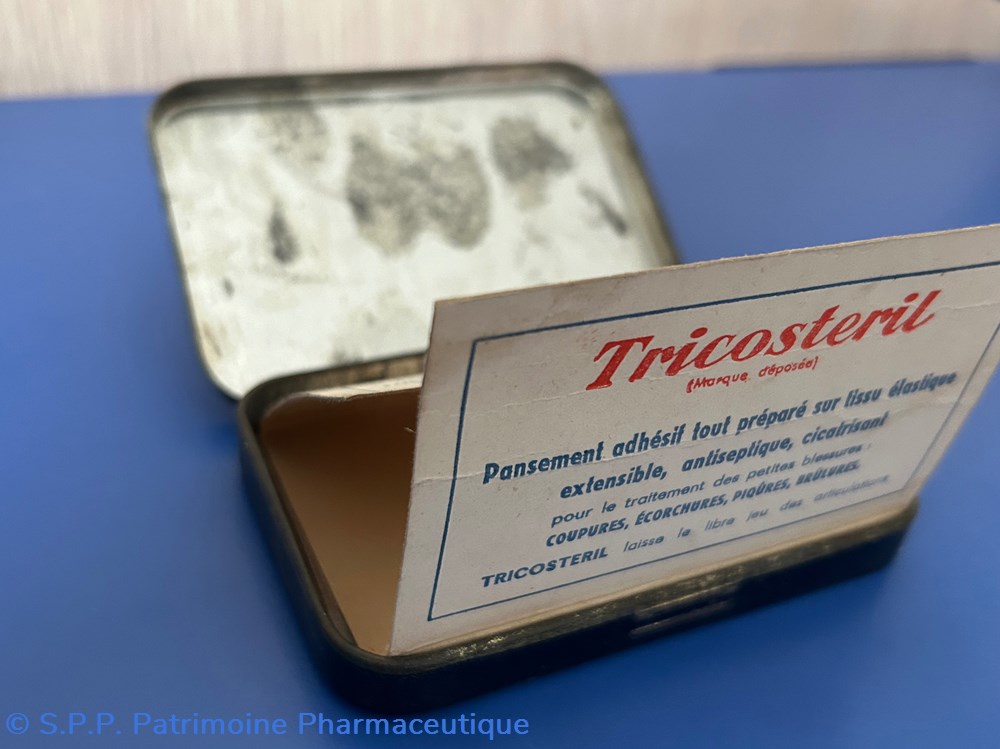 Tricosteril
(Marque déposée)
Pansement adhésif tout préparé sur tissu élastique
extensible, antiseptique, cicatrisant
pour le traitement des petites blessures :
COUPURES, ÉCORCHURES, PIQÛRES, BRÛLURES.
TRICOSTERIL laisse le libre jeu des articulations
© S.P.P. Patrimoine Pharmaceutique